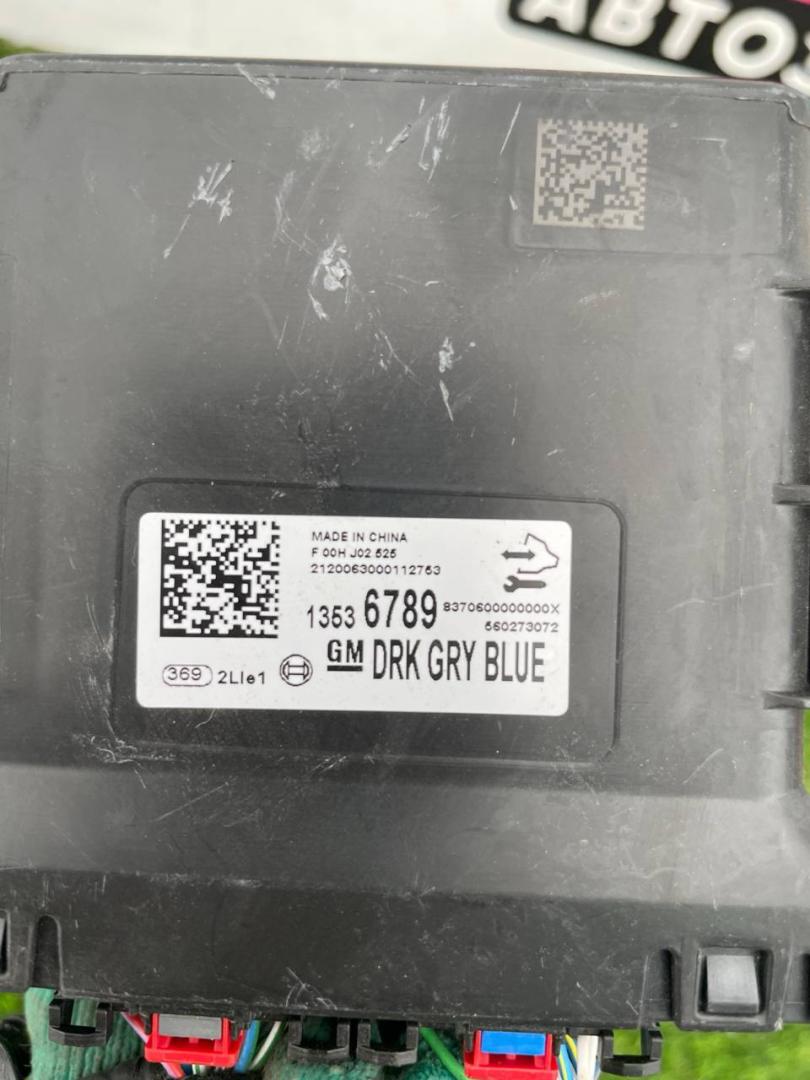 АВТОЗ
MADE IN CHINA
F 00H J02 525
2120063000112753
1353 6789 8370600000000X
560273072
GM DRK GRY BLUE
369 2LIe1